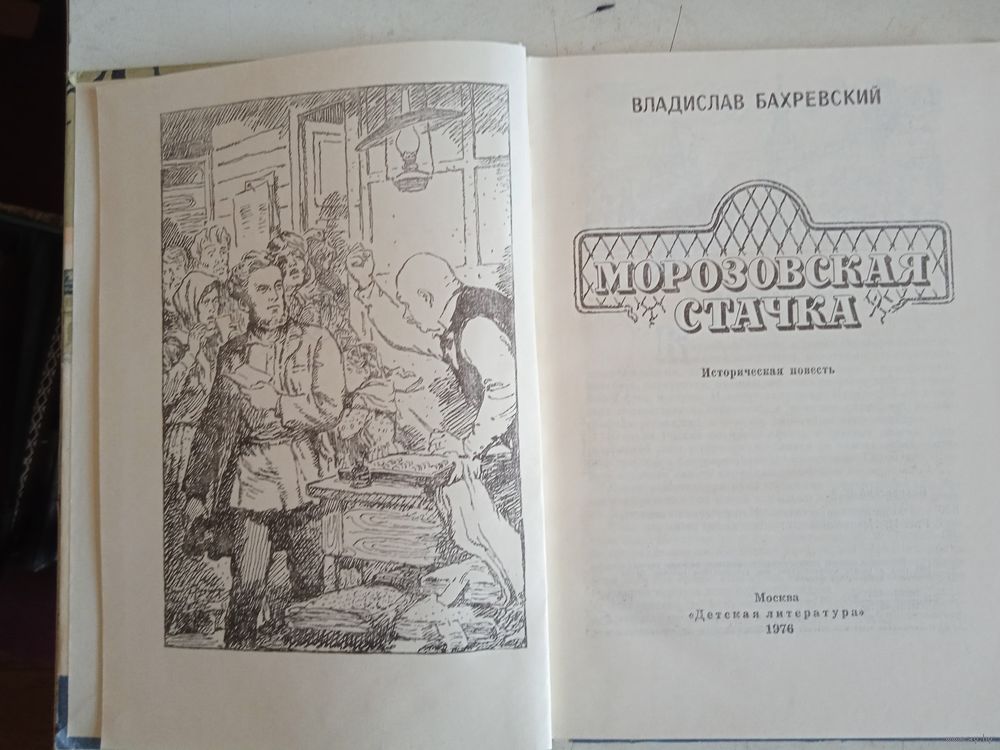 ВЛАДИСЛАВ БАХРЕВСКИЙ
МОРОЗОВСКАЯ
СТАЧКА
Историческая повесть
Москва
«Детская литература»
1976